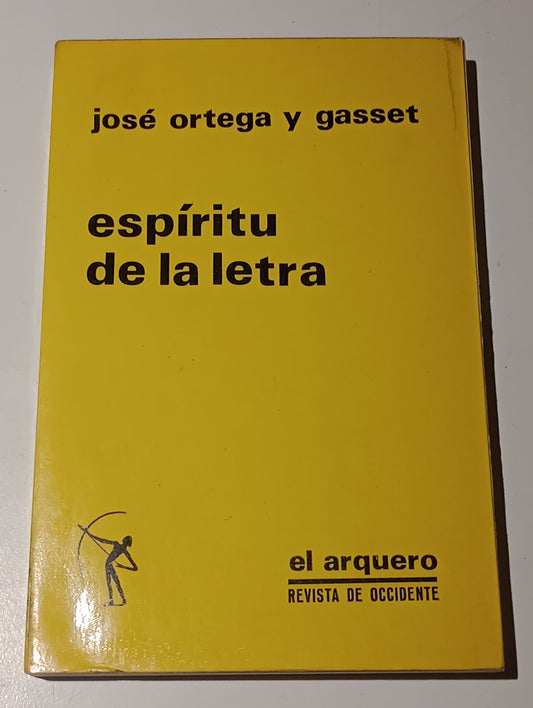 josé ortega y gasset
espíritu
de la letra
el arquero
REVISTA DE OCCIDENTE